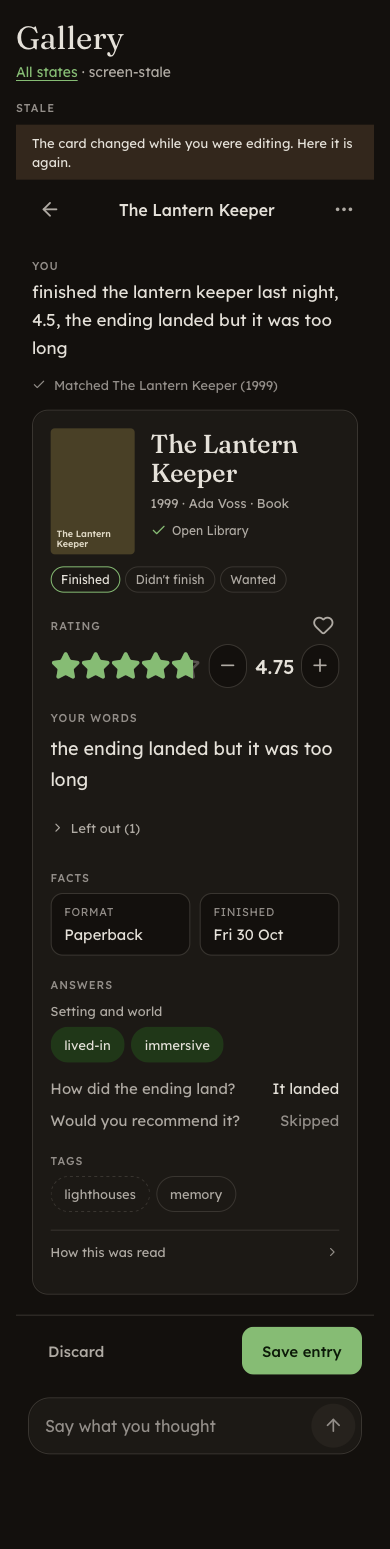 Gallery
All states · screen-stale
STALE
The card changed while you were editing. Here it is
again.
The Lantern Keeper
YOU
finished the lantern keeper last night,
4.5, the ending landed but it was too
long
Matched The Lantern Keeper (1999)
The Lantern
Keeper
The Lantern
Keeper
1999 · Ada Voss · Book
Open Library
Finished
Didn't finish
Wanted
RATING
4.75
YOUR WORDS
the ending landed but it was too
long
Left out (1)
FACTS
FORMAT
Paperback
FINISHED
Fri 30 Oct
ANSWERS
Setting and world
lived-in
immersive
How did the ending land? It landed
Would you recommend it? Skipped
TAGS
lighthouses
memory
How this was read
Discard
Save entry
Say what you thought